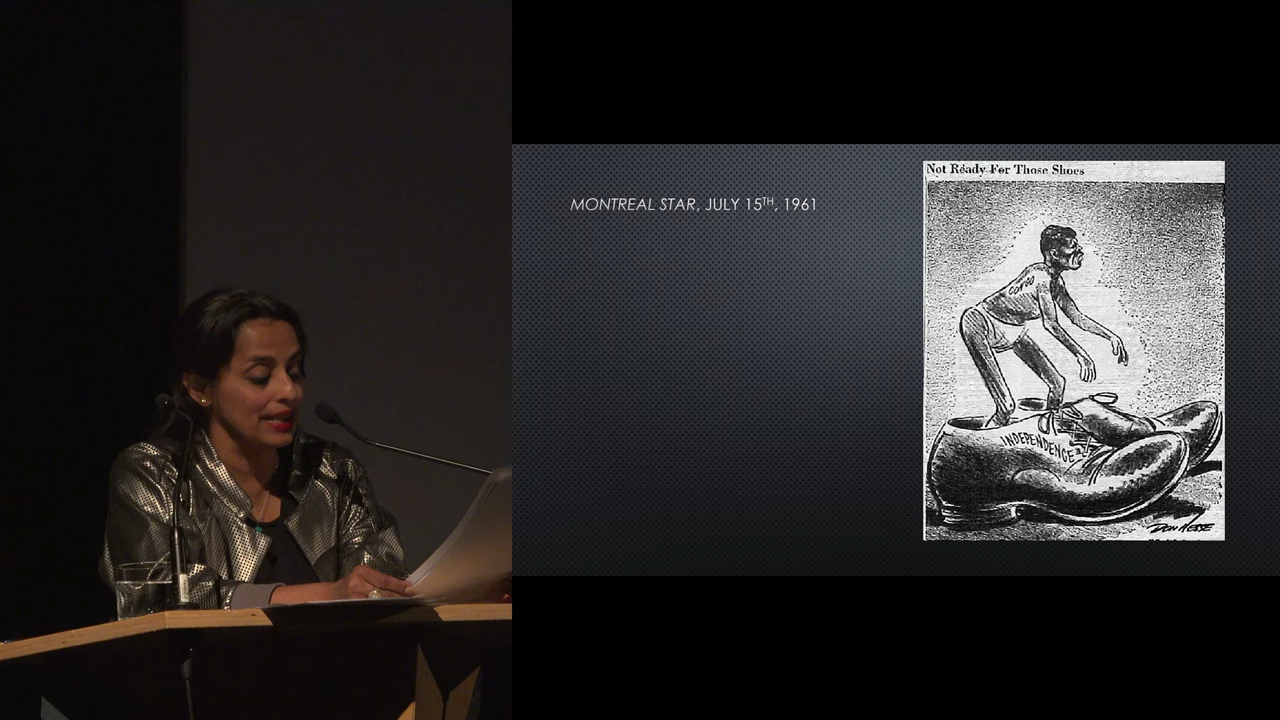 MONTREAL STAR, JULY 15TH, 1961
Not Ready For Those Shoes
CONGO
INDEPENDENCE
DON HESSE